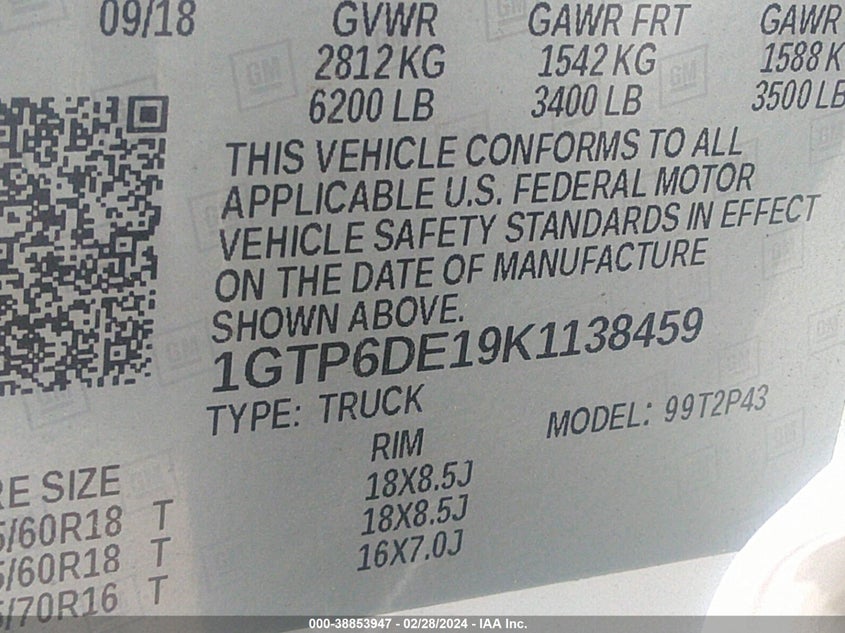 09/18 GVWR GAWR FRT GAWR
2812 KG 1542 KG 1588 K
6200 LB 3400 LB 3500 LB
THIS VEHICLE CONFORMS TO ALL
APPLICABLE U.S. FEDERAL MOTOR
VEHICLE SAFETY STANDARDS IN EFFECT
ON THE DATE OF MANUFACTURE
SHOWN ABOVE.
1GTP6DE19K1138459
TYPE: TRUCK MODEL: 99T2P43
RE SIZE RIM
5/60R18 T 18X8.5J
5/60R18 T 18X8.5J
5/70R16 T 16X7.0J
000-38853947 - 02/28/2024 - IAA Inc.